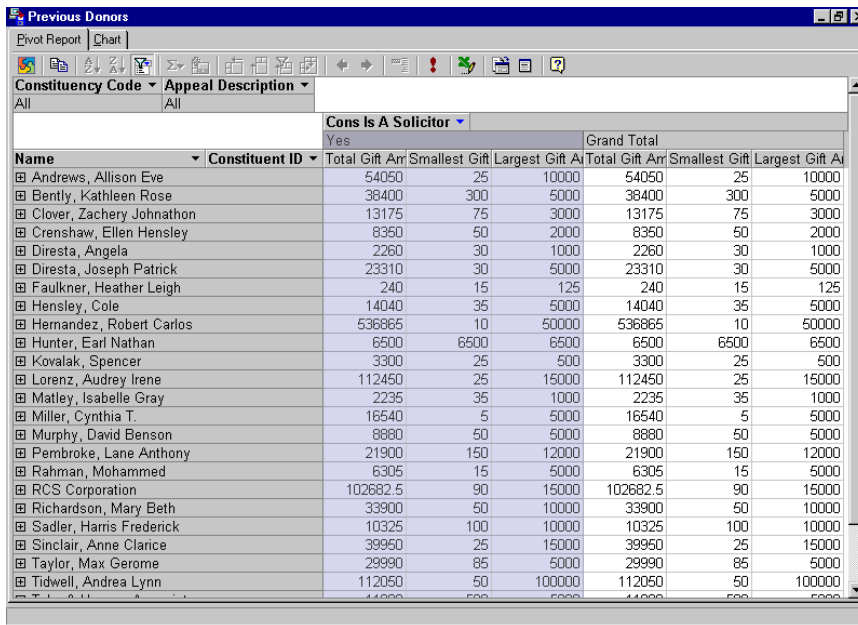 Previous Donors
Pivot Report Chart
Constituency Code Appeal Description
All All
Cons Is A Solicitor
Yes Grand Total
Name Constituent ID Total Gift Am Smallest Gift Largest Gift A Total Gift Am Smallest Gift Largest Gift A
Andrews, Allison Eve 54050 25 10000 54050 25 10000
Bently, Kathleen Rose 38400 300 5000 38400 300 5000
Clover, Zachery Johnathon 13175 75 3000 13175 75 3000
Crenshaw, Ellen Hensley 8350 50 2000 8350 50 2000
Diresta, Angela 2260 30 1000 2260 30 1000
Diresta, Joseph Patrick 23310 30 5000 23310 30 5000
Faulkner, Heather Leigh 240 15 125 240 15 125
Hensley, Cole 14040 35 5000 14040 35 5000
Hernandez, Robert Carlos 536865 10 50000 536865 10 50000
Hunter, Earl Nathan 6500 6500 6500 6500 6500 6500
Kovalak, Spencer 3300 25 500 3300 25 500
Lorenz, Audrey Irene 112450 25 15000 112450 25 15000
Matley, Isabelle Gray 2235 35 1000 2235 35 1000
Miller, Cynthia T. 16540 5 5000 16540 5 5000
Murphy, David Benson 8880 50 5000 8880 50 5000
Pembroke, Lane Anthony 21900 150 12000 21900 150 12000
Rahman, Mohammed 6305 15 5000 6305 15 5000
RCS Corporation 102682.5 90 15000 102682.5 90 15000
Richardson, Mary Beth 33900 50 10000 33900 50 10000
Sadler, Harris Frederick 10325 100 10000 10325 100 10000
Sinclair, Anne Clarice 39950 25 15000 39950 25 15000
Taylor, Max Gerome 29990 85 5000 29990 85 5000
Tidwell, Andrea Lynn 112050 50 100000 112050 50 100000